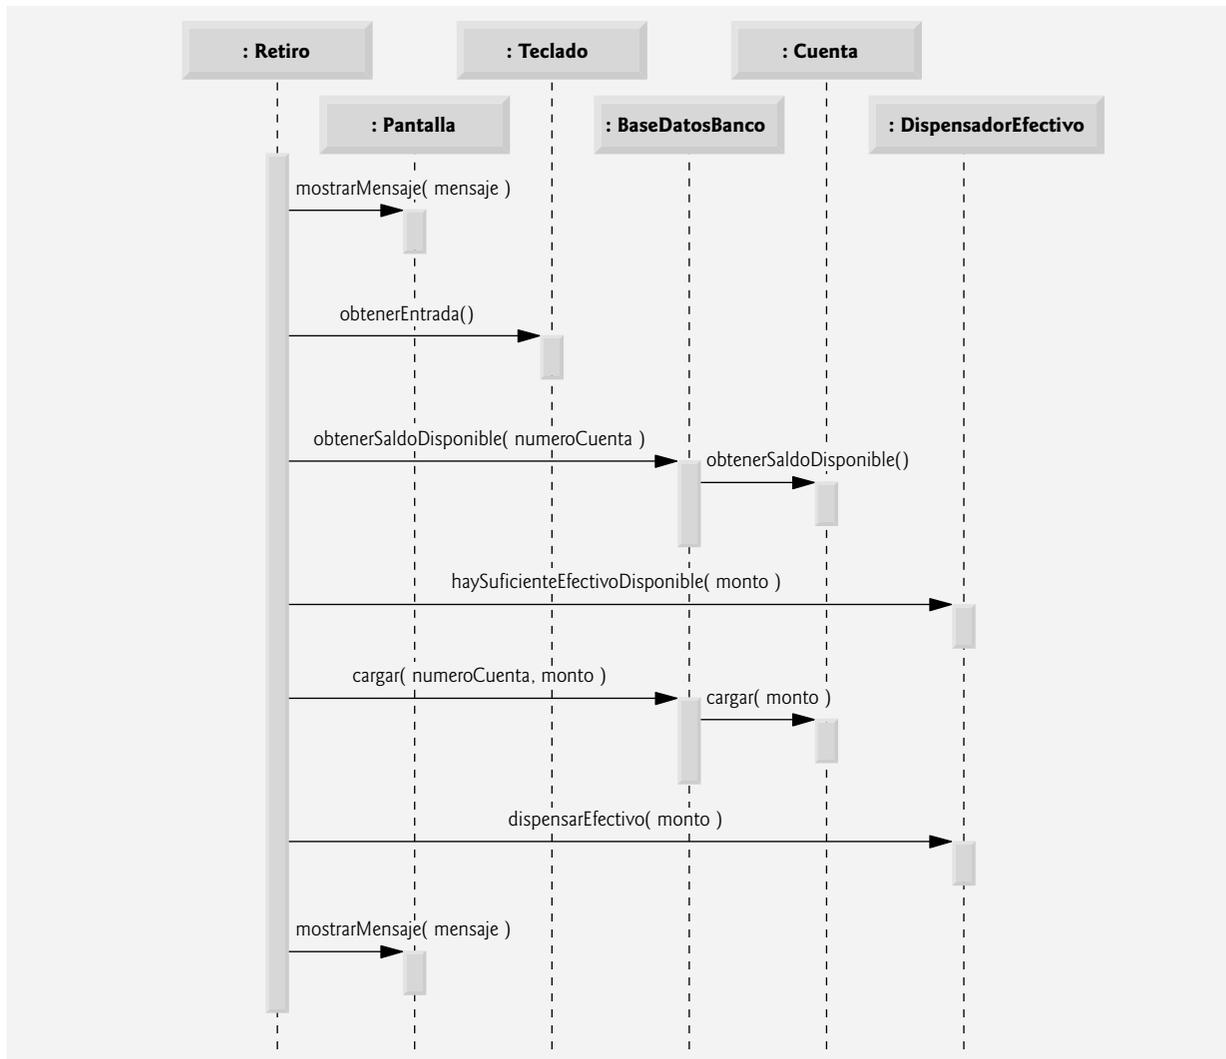 : Retiro
: Teclado
: Cuenta
: Pantalla
: BaseDatosBanco
: DispensadorEfectivo
mostrarMensaje( mensaje )
obtenerEntrada()
obtenerSaldoDisponible( numeroCuenta )
obtenerSaldoDisponible()
haySuficienteEfectivoDisponible( monto )
cargar( numeroCuenta, monto )
cargar( monto )
dispensarEfectivo( monto )
mostrarMensaje( mensaje )